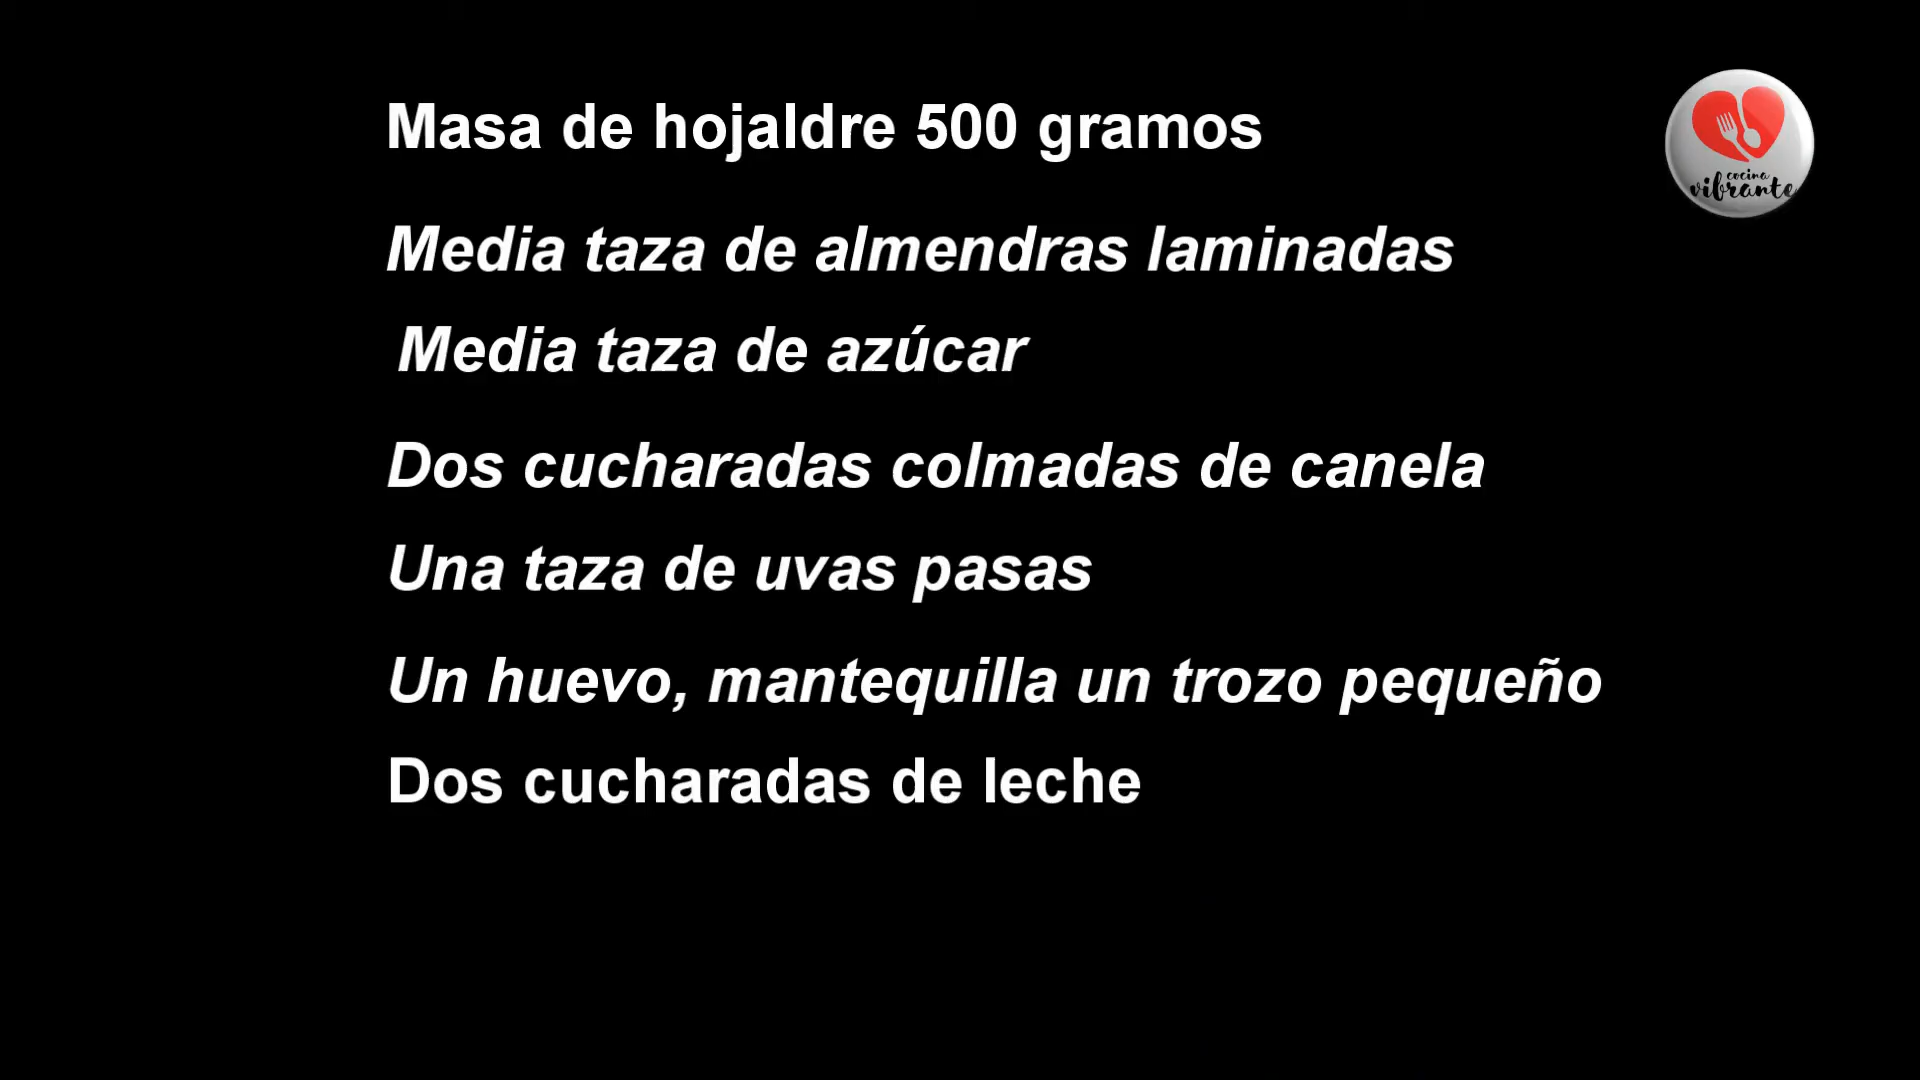 Masa de hojaldre 500 gramos
cocina
vibrante
Media taza de almendras laminadas
Media taza de azúcar
Dos cucharadas colmadas de canela
Una taza de uvas pasas
Un huevo, mantequilla un trozo pequeño
Dos cucharadas de leche